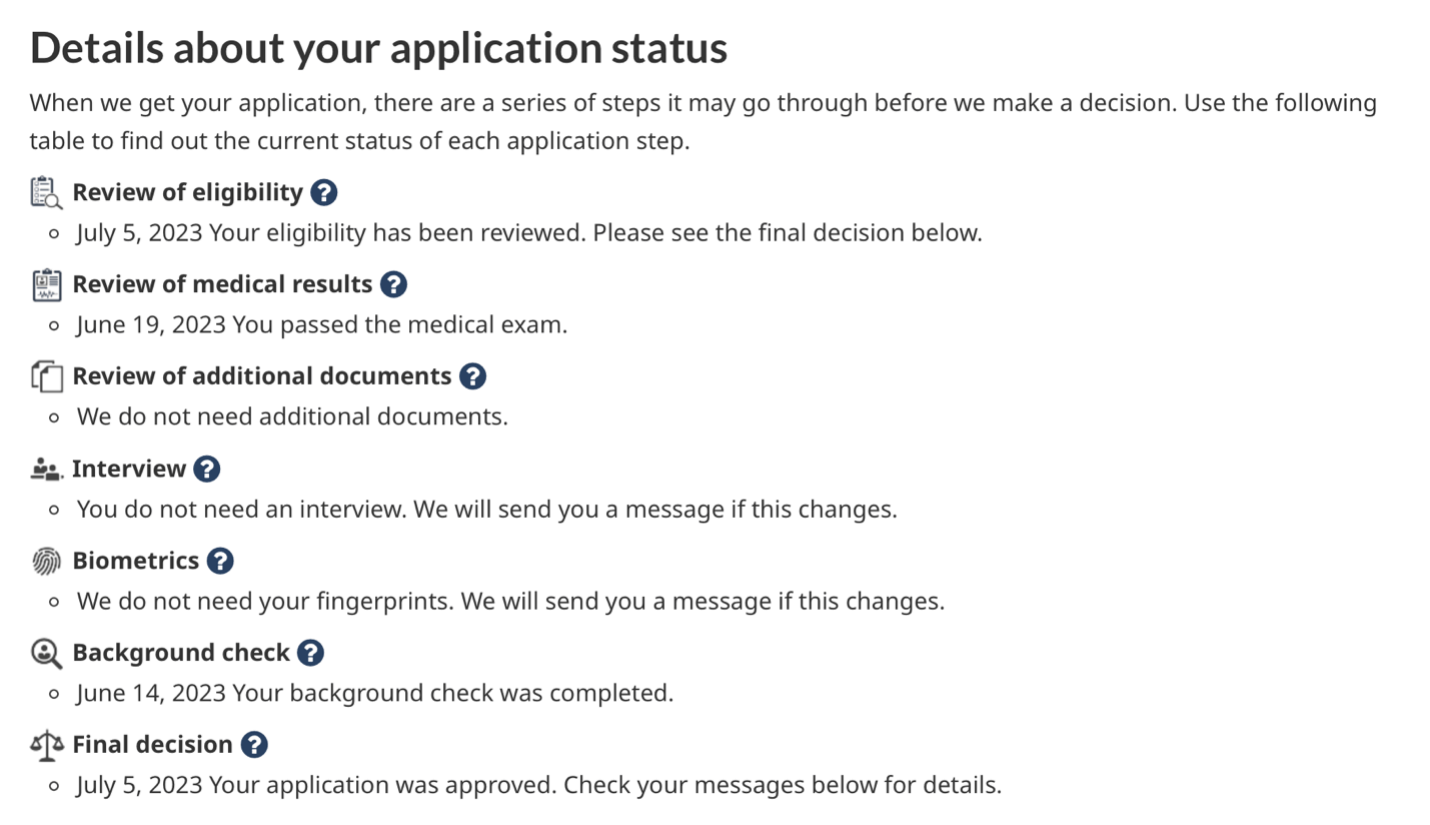 Details about your application status
When we get your application, there are a series of steps it may go through before we make a decision. Use the following
table to find out the current status of each application step.
Review of eligibility ?
July 5, 2023 Your eligibility has been reviewed. Please see the final decision below.
Review of medical results ?
June 19, 2023 You passed the medical exam.
Review of additional documents ?
We do not need additional documents.
Interview ?
You do not need an interview. We will send you a message if this changes.
Biometrics ?
We do not need your fingerprints. We will send you a message if this changes.
Background check ?
June 14, 2023 Your background check was completed.
Final decision ?
July 5, 2023 Your application was approved. Check your messages below for details.